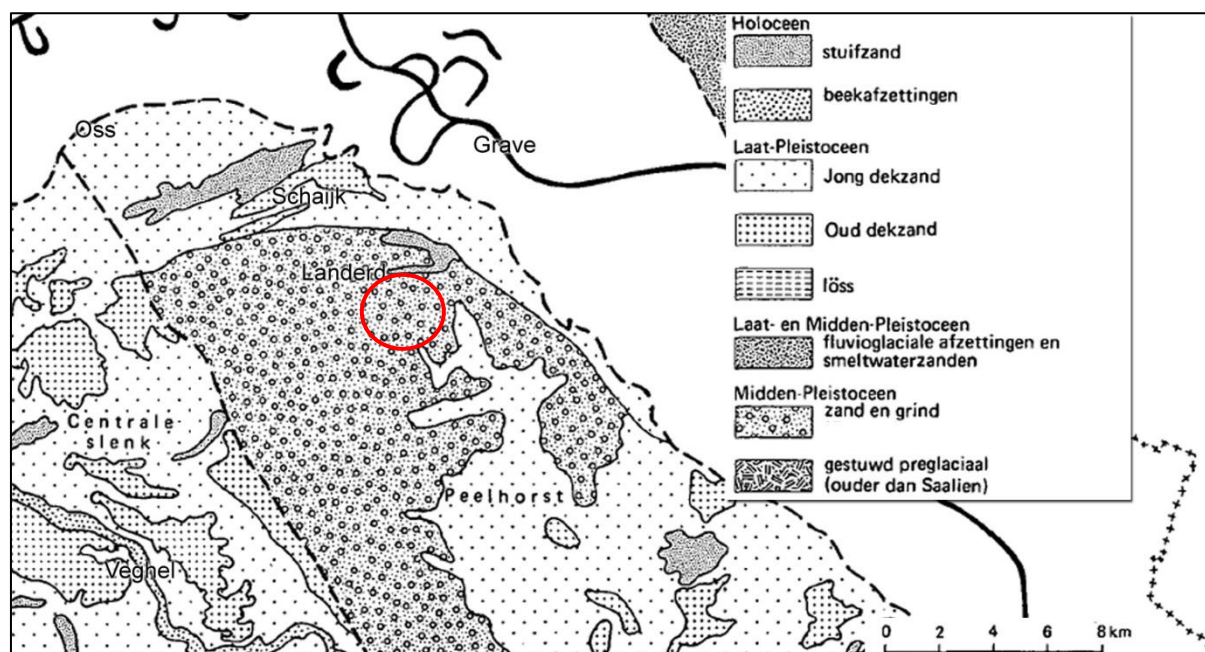 Holoceen
stuifzand
beekafzettingen
Laat-Pleistoceen
Jong dekzand
Oud dekzand
löss
Laat- en Midden-Pleistoceen
fluvioglaciale afzettingen en
smeltwaterzanden
Midden-Pleistoceen
zand en grind
gestuwd preglaciaal
(ouder dan Saalien)
Oss
Grave
Schaijk
Landerd
Centrale
slenk
Peelhorst
Veghel
0 2 4 6 8 km